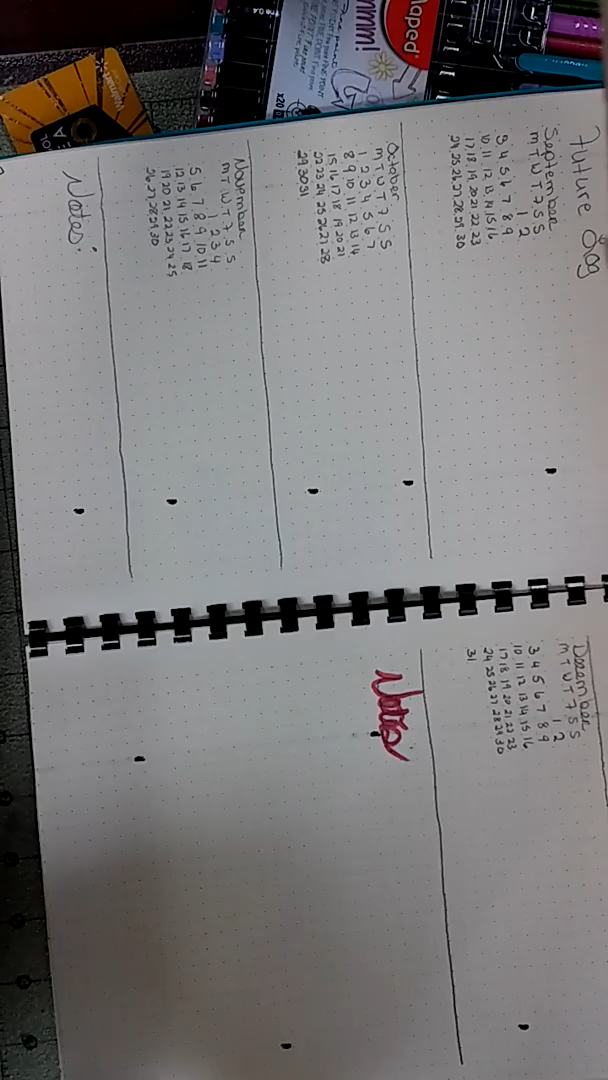 Future Log
September
M T W T F S S
1 2
3 4 5 6 7 8 9
10 11 12 13 14 15 16
17 18 19 20 21 22 23
24 25 26 27 28 29 30
October
M T W T F S S
1 2 3 4 5 6 7
8 9 10 11 12 13 14
15 16 17 18 19 20 21
22 23 24 25 26 27 28
29 30 31
November
M T W T F S S
1 2 3 4
5 6 7 8 9 10 11
12 13 14 15 16 17 18
19 20 21 22 23 24 25
26 27 28 29 30
Notes:
December
M T W T F S S
1 2
3 4 5 6 7 8 9
10 11 12 13 14 15 16
17 18 19 20 21 22 23
24 25 26 27 28 29 30
31
Notes
Walmart
laped
mmm!
x20
0.4